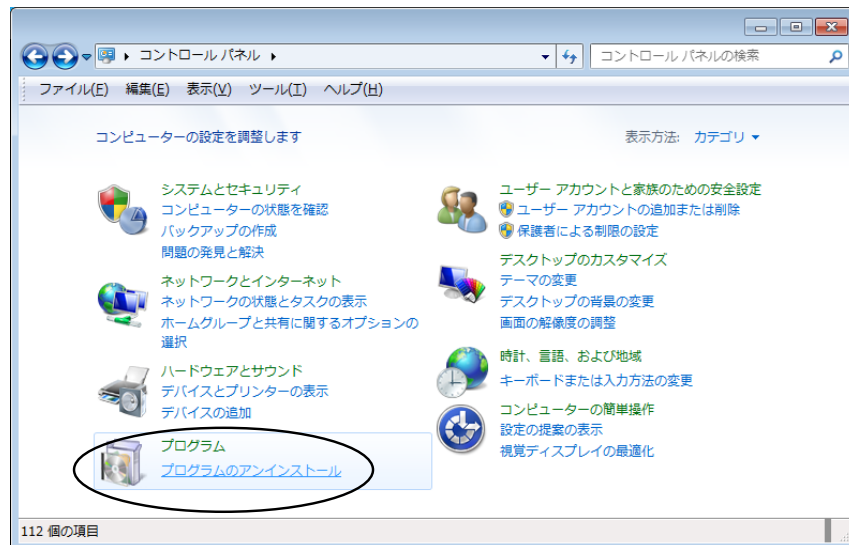 コントロール パネル
コントロール パネルの検索
ファイル(F) 編集(E) 表示(V) ツール(T) ヘルプ(H)
コンピューターの設定を調整します
表示方法: カテゴリ
システムとセキュリティ
コンピューターの状態を確認
バックアップの作成
問題の発見と解決
ネットワークとインターネット
ネットワークの状態とタスクの表示
ホームグループと共有に関するオプションの
選択
ハードウェアとサウンド
デバイスとプリンターの表示
デバイスの追加
プログラム
プログラムのアンインストール
ユーザー アカウントと家族のための安全設定
ユーザー アカウントの追加または削除
保護者による制限の設定
デスクトップのカスタマイズ
テーマの変更
デスクトップの背景の変更
画面の解像度の調整
時計、言語、および地域
キーボードまたは入力方法の変更
コンピューターの簡単操作
設定の提案の表示
視覚ディスプレイの最適化
112 個の項目